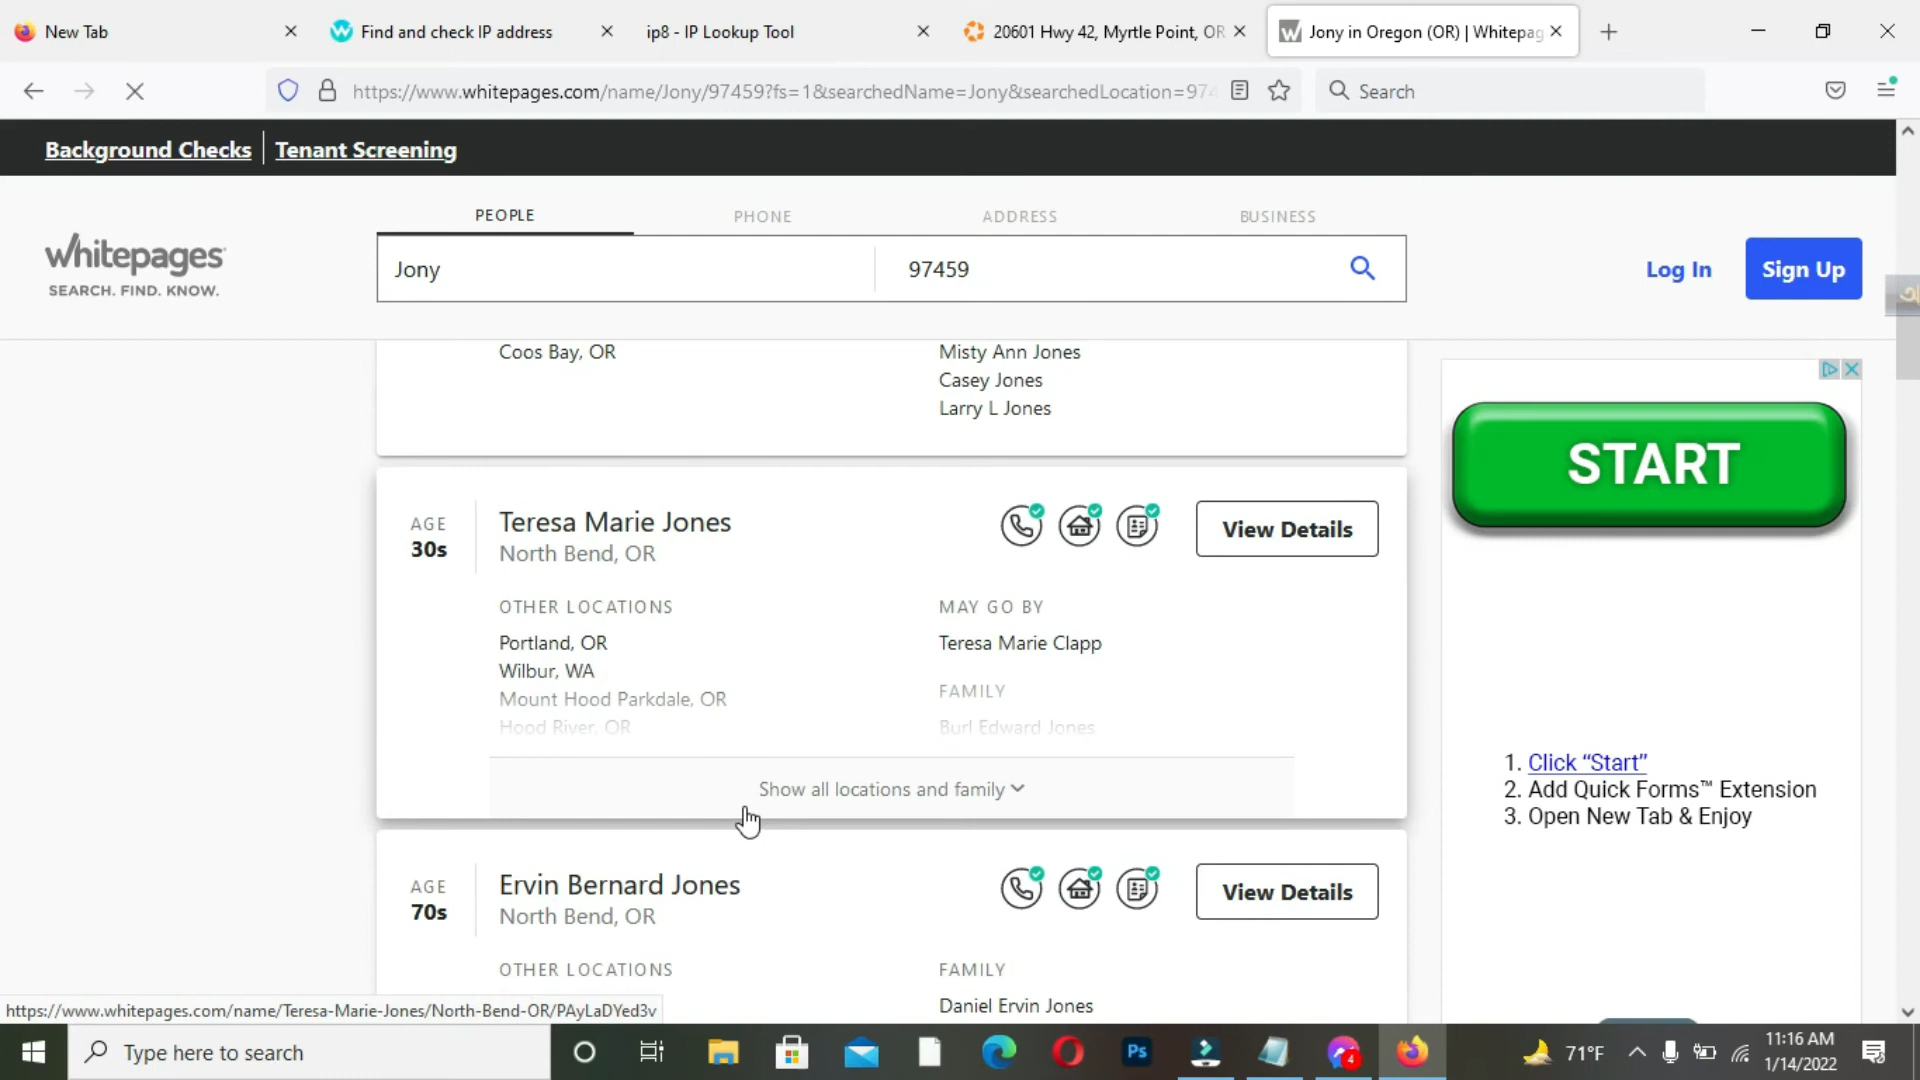 New Tab
Find and check IP address
ip8 - IP Lookup Tool
20601 Hwy 42, Myrtle Point, OR
Jony in Oregon (OR) | Whitepag
https://www.whitepages.com/name/Jony/97459?fs=1&searchedName=Jony&searchedLocation=974
Search
Background Checks
Tenant Screening
PEOPLE
PHONE
ADDRESS
BUSINESS
whitepages
SEARCH. FIND. KNOW.
Jony
97459
Log In
Sign Up
Coos Bay, OR
Misty Ann Jones
Casey Jones
Larry L Jones
AGE
30s
Teresa Marie Jones
North Bend, OR
View Details
OTHER LOCATIONS
Portland, OR
Wilbur, WA
Mount Hood Parkdale, OR
Hood River, OR
MAY GO BY
Teresa Marie Clapp
FAMILY
Burl Edward Jones
Show all locations and family
AGE
70s
Ervin Bernard Jones
North Bend, OR
View Details
OTHER LOCATIONS
FAMILY
Daniel Ervin Jones
START
1. Click “Start”
2. Add Quick Forms™ Extension
3. Open New Tab & Enjoy
https://www.whitepages.com/name/Teresa-Marie-Jones/North-Bend-OR/PAyLaDYed3v
Type here to search
Ps
4
71°F
11:16 AM
1/14/2022